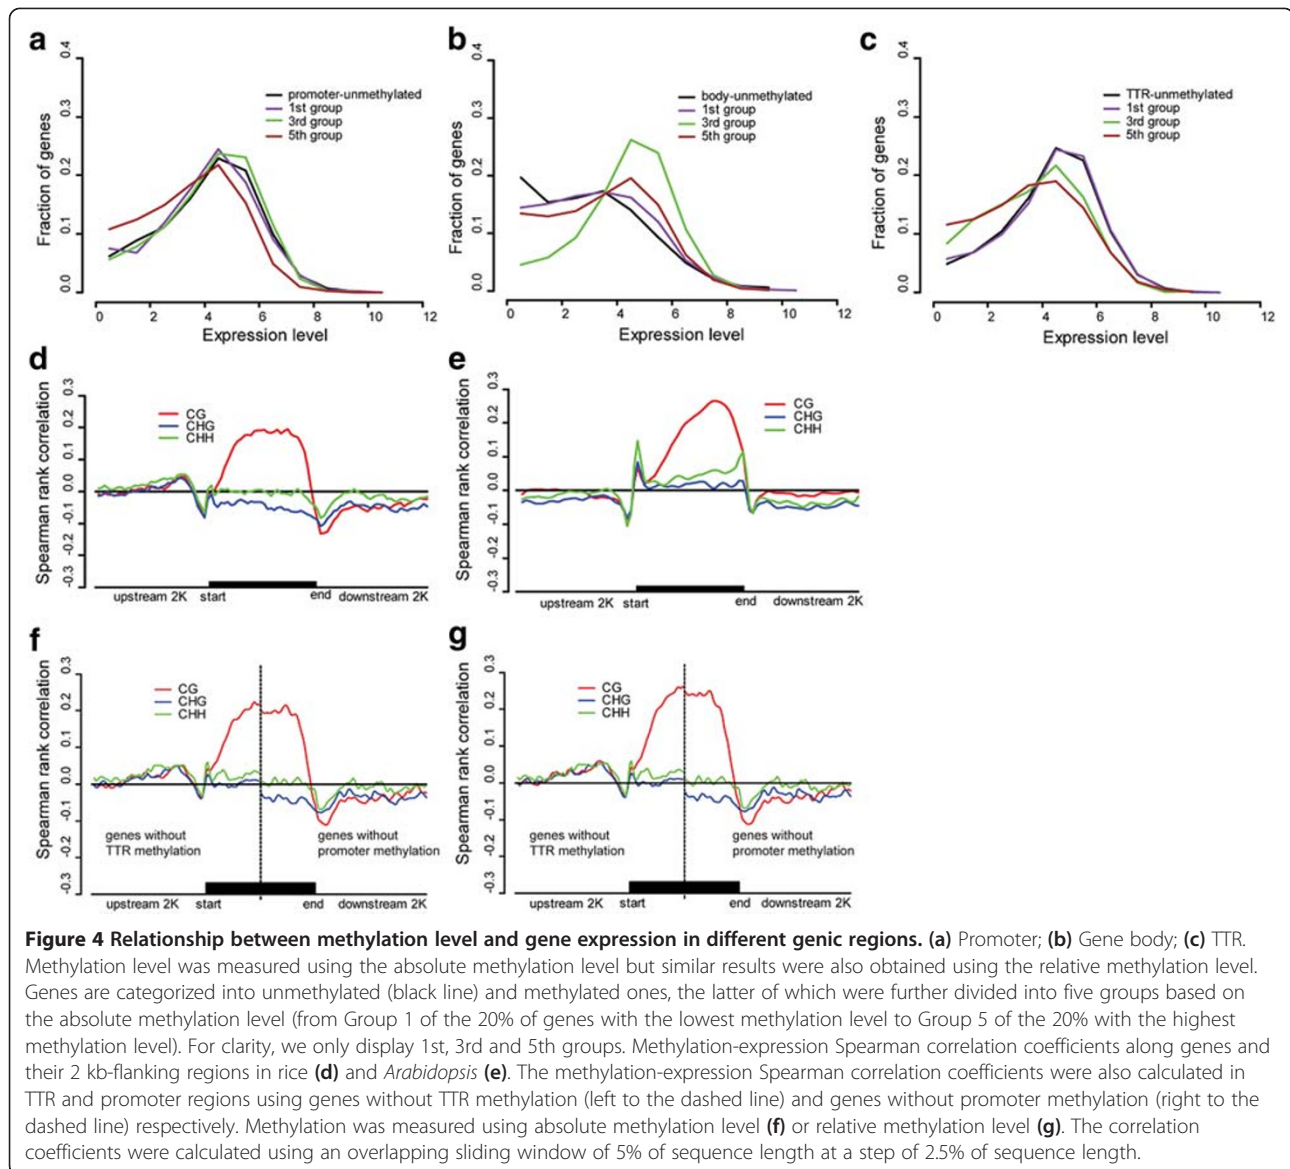 a
0.4
0.3
0.2
0.1
0.0
Fraction of genes
promoter-unmethylated
1st group
3rd group
5th group
0 2 4 6 8 10 12
Expression level
b
0.4
0.3
0.2
0.1
0.0
Fraction of genes
body-unmethylated
1st group
3rd group
5th group
0 2 4 6 8 10 12
Expression level
c
0.4
0.3
0.2
0.1
0.0
Fraction of genes
TTR-unmethylated
1st group
3rd group
5th group
0 2 4 6 8 10 12
Expression level
d
0.3
0.2
0.1
0.0
-0.1
-0.2
-0.3
Spearman rank correlation
CG
CHG
CHH
upstream 2K start end downstream 2K
e
0.3
0.2
0.1
0.0
-0.1
-0.2
-0.3
Spearman rank correlation
CG
CHG
CHH
upstream 2K start end downstream 2K
f
0.3
0.2
0.1
0.0
-0.1
-0.2
-0.3
Spearman rank correlation
CG
CHG
CHH
genes without
TTR methylation
genes without
promoter methylation
upstream 2K start end downstream 2K
g
0.3
0.2
0.1
0.0
-0.1
-0.2
-0.3
Spearman rank correlation
CG
CHG
CHH
genes without
TTR methylation
genes without
promoter methylation
upstream 2K start end downstream 2K
Figure 4 Relationship between methylation level and gene expression in different genic regions. (a) Promoter; (b) Gene body; (c) TTR.
Methylation level was measured using the absolute methylation level but similar results were also obtained using the relative methylation level.
Genes are categorized into unmethylated (black line) and methylated ones, the latter of which were further divided into five groups based on
the absolute methylation level (from Group 1 of the 20% of genes with the lowest methylation level to Group 5 of the 20% with the highest
methylation level). For clarity, we only display 1st, 3rd and 5th groups. Methylation-expression Spearman correlation coefficients along genes and
their 2 kb-flanking regions in rice (d) and Arabidopsis (e). The methylation-expression Spearman correlation coefficients were also calculated in
TTR and promoter regions using genes without TTR methylation (left to the dashed line) and genes without promoter methylation (right to the
dashed line) respectively. Methylation was measured using absolute methylation level (f) or relative methylation level (g). The correlation
coefficients were calculated using an overlapping sliding window of 5% of sequence length at a step of 2.5% of sequence length.